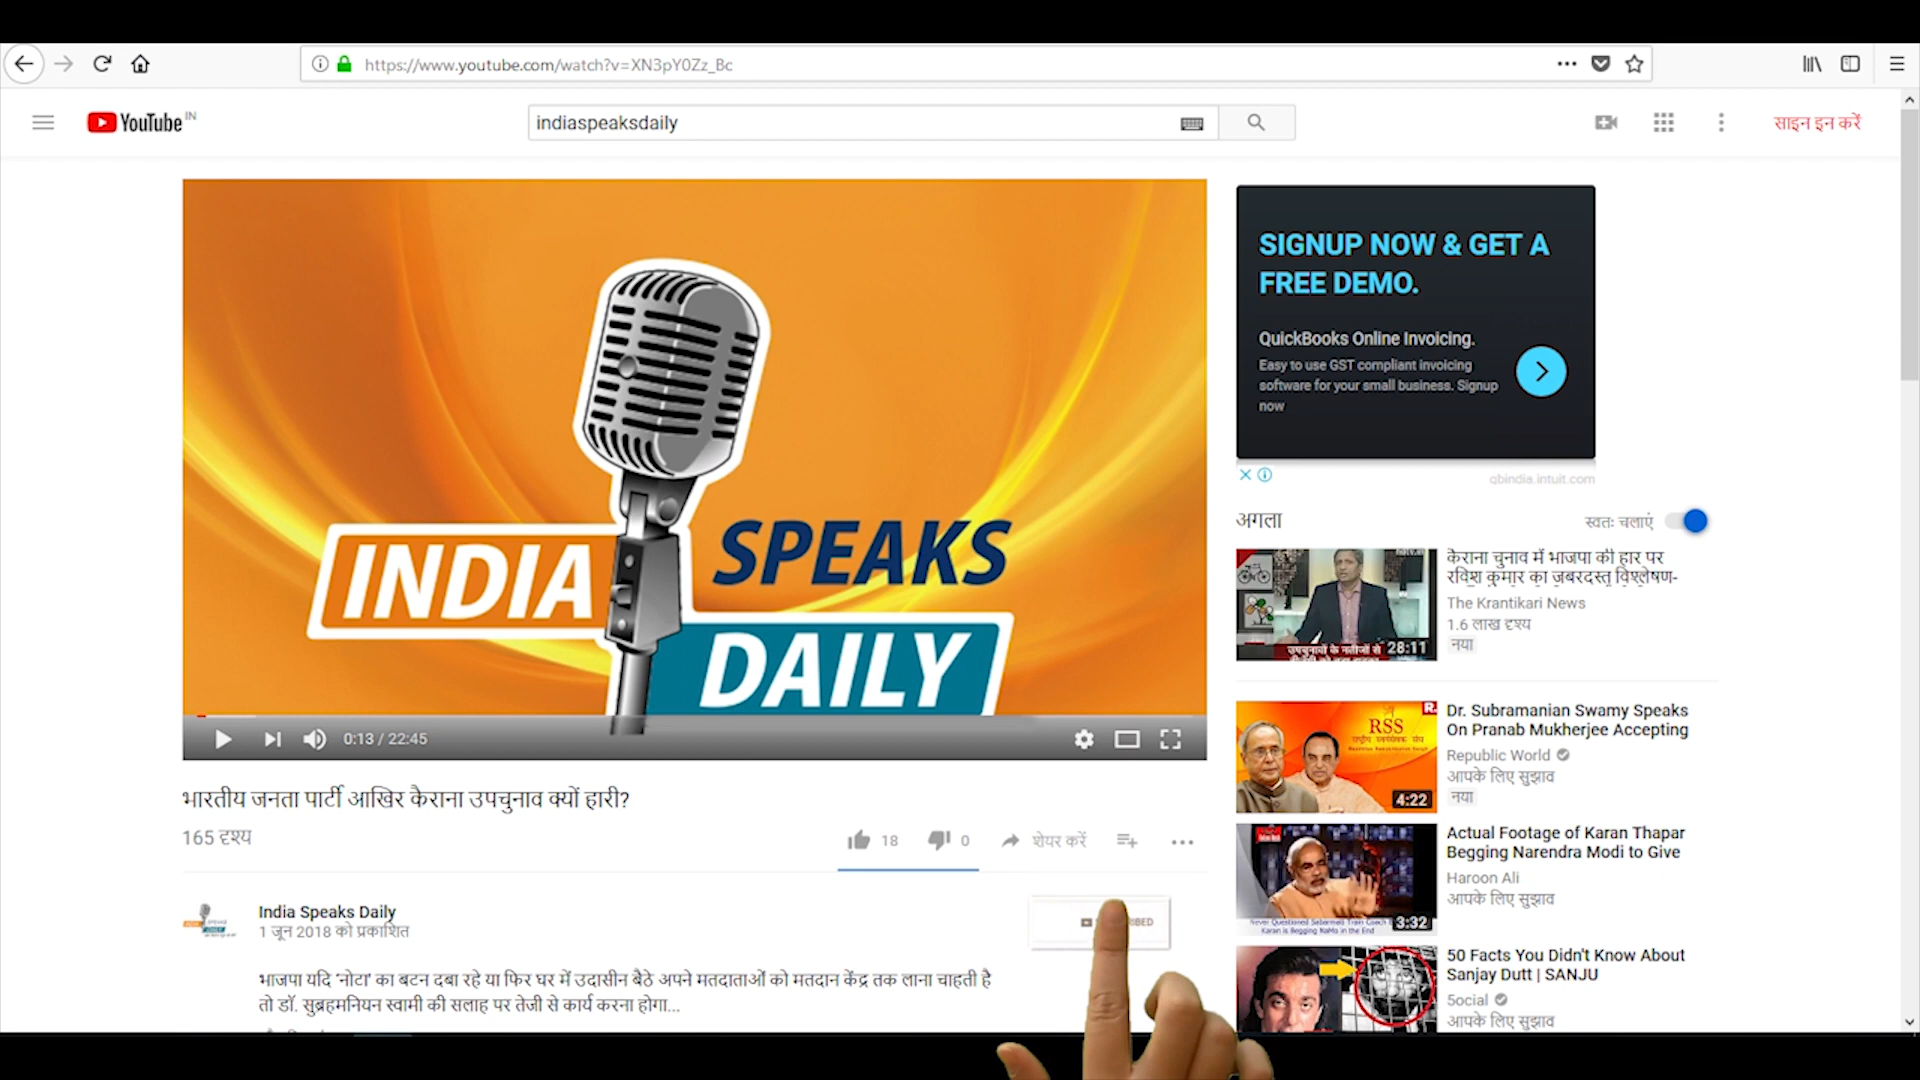 https://www.youtube.com/watch?v=XN3pY0Zz_Bc
YouTube IN
indiaspeaksdaily
साइन इन करें
INDIA
SPEAKS
DAILY
0:13 / 22:45
भारतीय जनता पार्टी आखिर कैराना उपचुनाव क्यों हारी?
165 दृश्य
18
0
शेयर करें
India Speaks Daily
1 जून 2018 को प्रकाशित
भाजपा यदि 'नोटा' का बटन दबा रहे या फिर घर में उदासीन बैठे अपने मतदाताओं को मतदान केंद्र तक लाना चाहती है
तो डॉ. सुब्रहमनियन स्वामी की सलाह पर तेजी से कार्य करना होगा...
SIGNUP NOW & GET A
FREE DEMO.
QuickBooks Online Invoicing.
Easy to use GST compliant invoicing
software for your small business. Signup
now
qbindia.intuit.com
अगला
स्वतः चलाएं
28:11
कैराना चुनाव में भाजपा की हार पर
रविश कुमार का जबरदस्त विश्लेषण-
The Krantikari News
1.6 लाख दृश्य
नया
RSS
4:22
Dr. Subramanian Swamy Speaks
On Pranab Mukherjee Accepting
Republic World
आपके लिए सुझाव
नया
3:32
Actual Footage of Karan Thapar
Begging Narendra Modi to Give
Haroon Ali
आपके लिए सुझाव
50 Facts You Didn't Know About
Sanjay Dutt | SANJU
5ocial
आपके लिए सुझाव